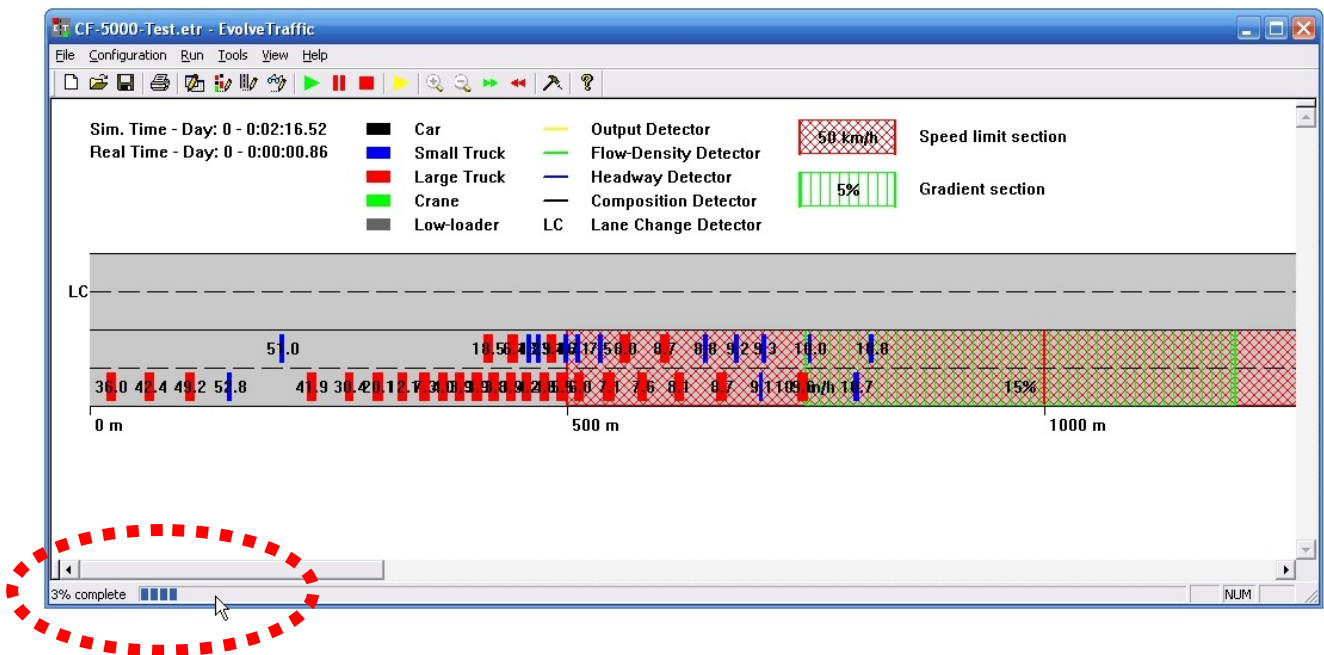 CF-5000-Test.etr - EvolveTraffic
File Configuration Run Tools View Help
Sim. Time - Day: 0 - 0:02:16.52
Real Time - Day: 0 - 0:00:00.86
Car
Small Truck
Large Truck
Crane
Low-loader
Output Detector
Flow-Density Detector
Headway Detector
Composition Detector
LC Lane Change Detector
50 km/h Speed limit section
5% Gradient section
LC
51.0 18.5 8.7 8.8 9.2 9.3 10.0
36.0 42.4 49.2 52.8 41.9 30.4 20.1 7.1 7.6 8.1 8.7 15%
0 m 500 m 1000 m
3% complete
NUM